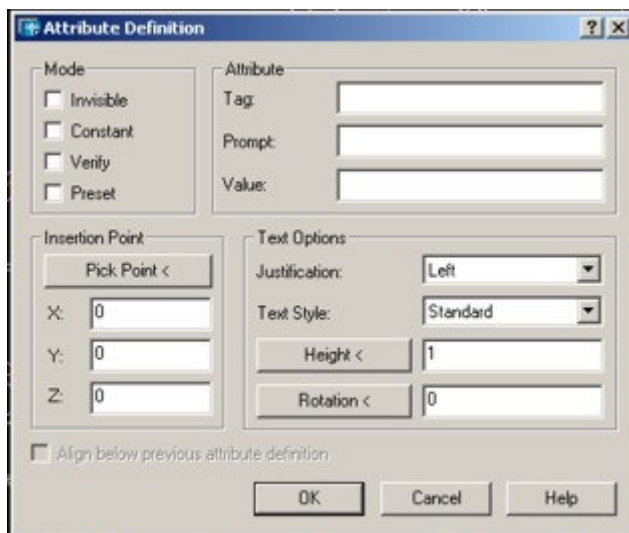 Attribute Definition
Mode
Invisible
Constant
Verify
Preset
Attribute
Tag:
Prompt:
Value:
Insertion Point
Pick Point <
X: 0
Y: 0
Z: 0
Text Options
Justification: Left
Text Style: Standard
Height < 1
Rotation < 0
Align below previous attribute definition
OK Cancel Help